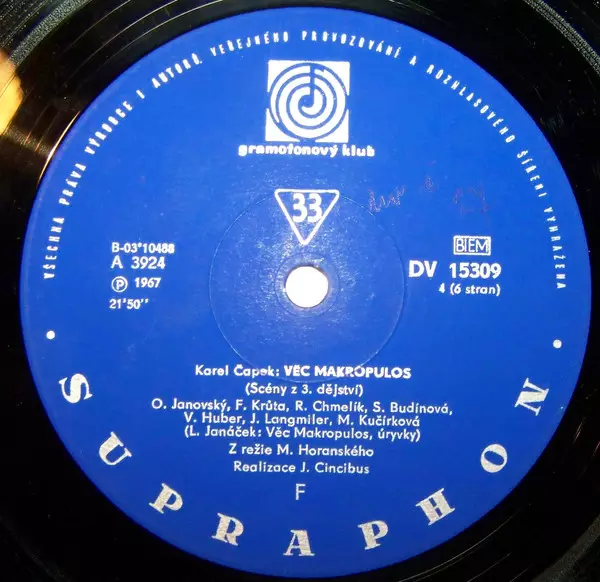 VŠECHNA PRÁVA VÝROBCE I AUTORŮ VEŘEJNÉHO PROVOZOVÁNÍ A ROZHLASOVÉHO ŠÍŘENÍ VYHRAŽENA
gramofonový klub
33
B-03*10488
A 3924
Ⓟ 1967
21'50''
BIEM
DV 15309
4 (6 stran)
Karel Čapek: VĚC MAKROPULOS
(Scény z 3. dějství)
O. Janovský, F. Krůta, R. Chmelík, S. Budínová,
V. Huber, J. Langmiler, M. Kučírková
(L. Janáček: Věc Makropulos, úryvky)
Z režie M. Horanského
Realizace J. Cincibus
F
SUPRAPHON